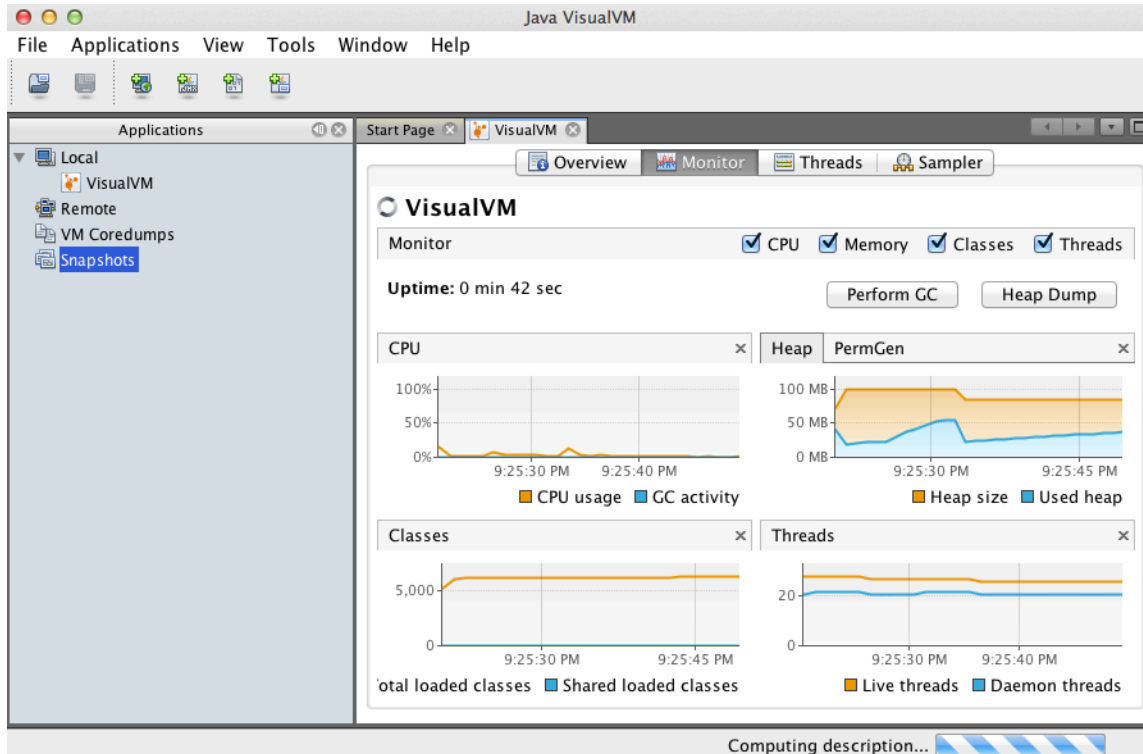 Java VisualVM
File Applications View Tools Window Help
Applications
Start Page
VisualVM
Local
VisualVM
Remote
VM Coredumps
Snapshots
Overview Monitor Threads Sampler
VisualVM
Monitor
CPU Memory Classes Threads
Uptime: 0 min 42 sec
Perform GC Heap Dump
CPU
100%
50%
0%
9:25:30 PM 9:25:40 PM
CPU usage GC activity
Heap PermGen
100 MB
50 MB
0 MB
9:25:30 PM 9:25:45 PM
Heap size Used heap
Classes
5,000
0
9:25:30 PM 9:25:45 PM
otal loaded classes Shared loaded classes
Threads
20
0
9:25:30 PM 9:25:40 PM
Live threads Daemon threads
Computing description...